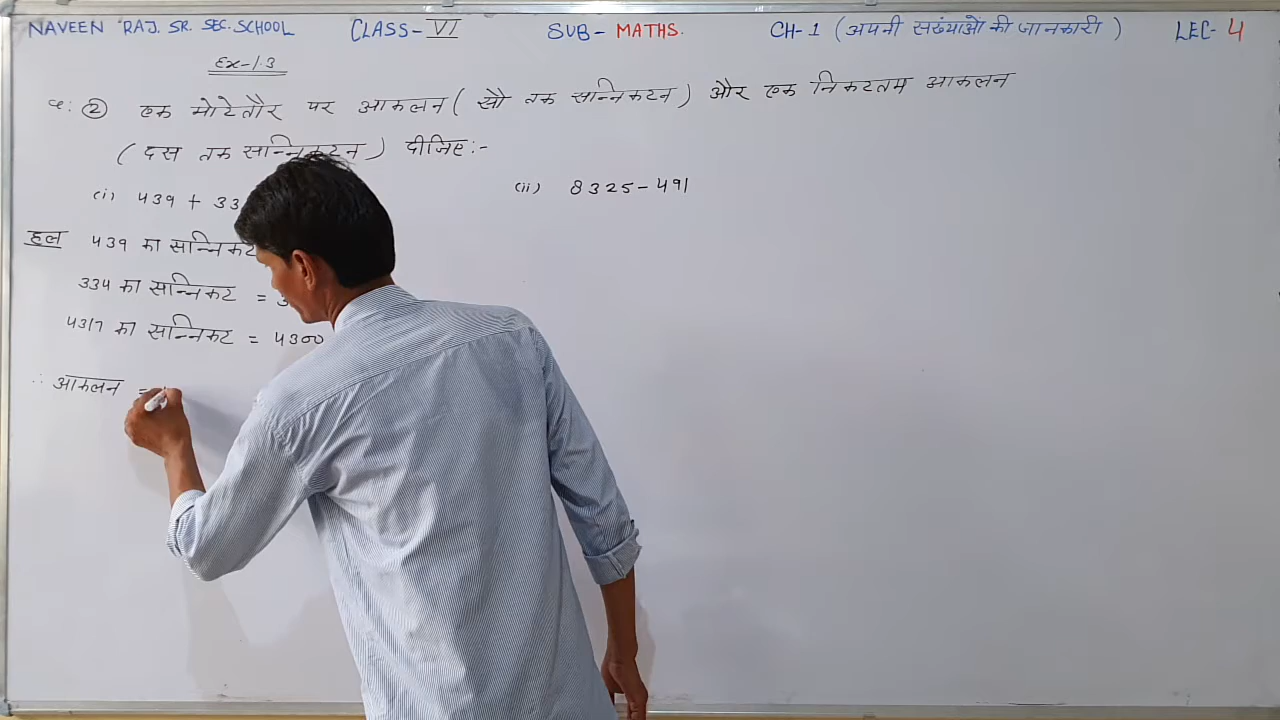 NAVEEN RAJ. SR. SEC. SCHOOL CLASS- VI SUB- MATHS. CH-1 (अपनी संख्याओं की जानकारी) LEC- 4
Ex-1.3
② एक मोटेतौर पर आकलन (सौ तक सन्निकटन) और एक निकटतम आकलन
(दस तक सन्निकटन) दीजिए:-
(i) 439 + 33
(ii) 8325-491
हल 439 का सन्निकट
334 का सन्निकट = 3
4317 का सन्निकट = 4300
∴ आकलन =